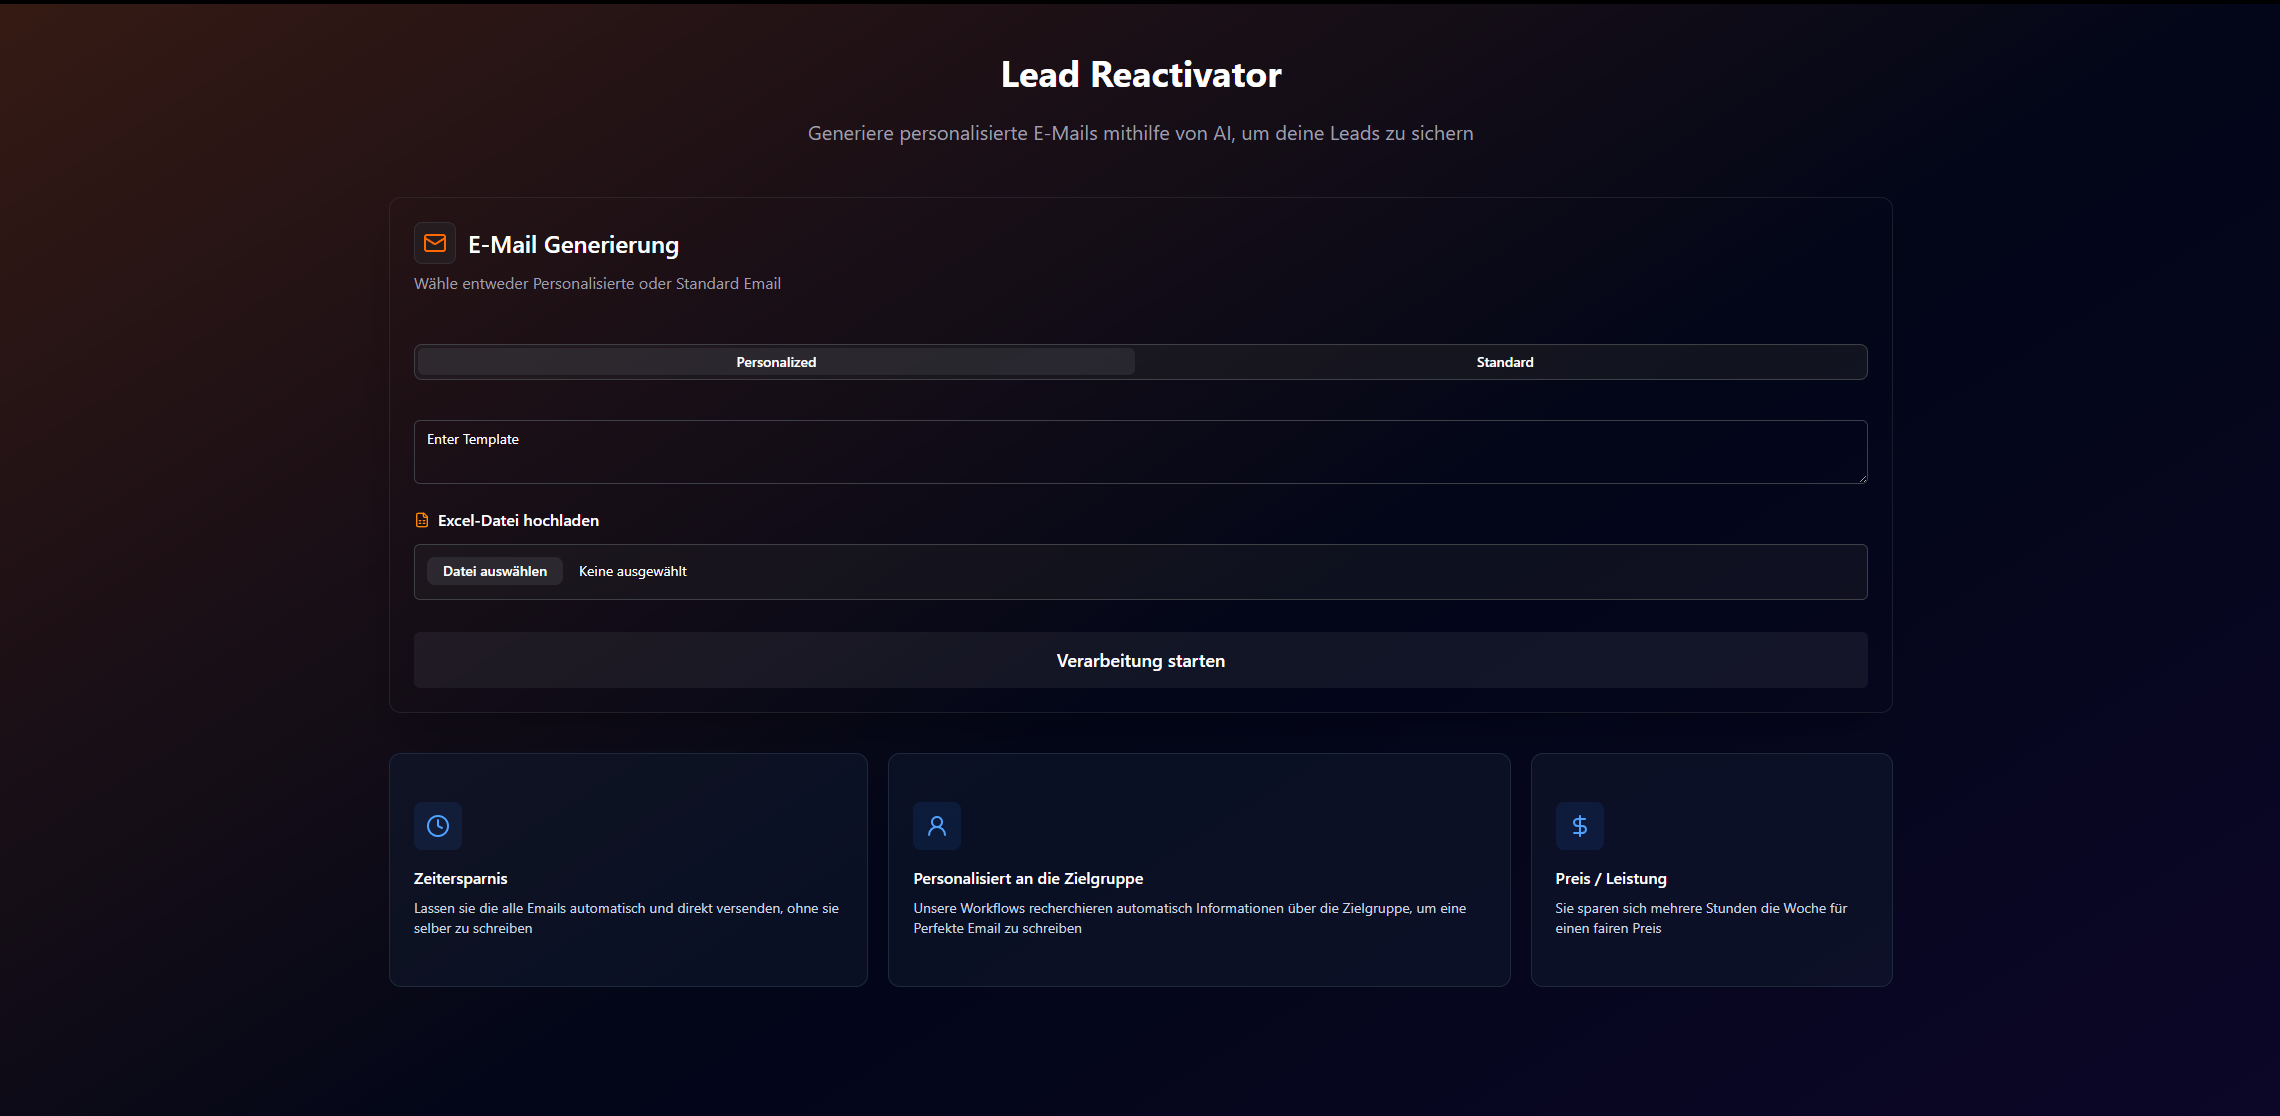 Lead Reactivator
Generiere personalisierte E-Mails mithilfe von AI, um deine Leads zu sichern
E-Mail Generierung
Wähle entweder Personalisierte oder Standard Email
Personalized
Standard
Enter Template
Excel-Datei hochladen
Datei auswählen
Keine ausgewählt
Verarbeitung starten
Zeitersparnis
Lassen sie die alle Emails automatisch und direkt versenden, ohne sie
selber zu schreiben
Personalisiert an die Zielgruppe
Unsere Workflows recherchieren automatisch Informationen über die Zielgruppe, um eine
Perfekte Email zu schreiben
Preis / Leistung
Sie sparen sich mehrere Stunden die Woche für
einen fairen Preis